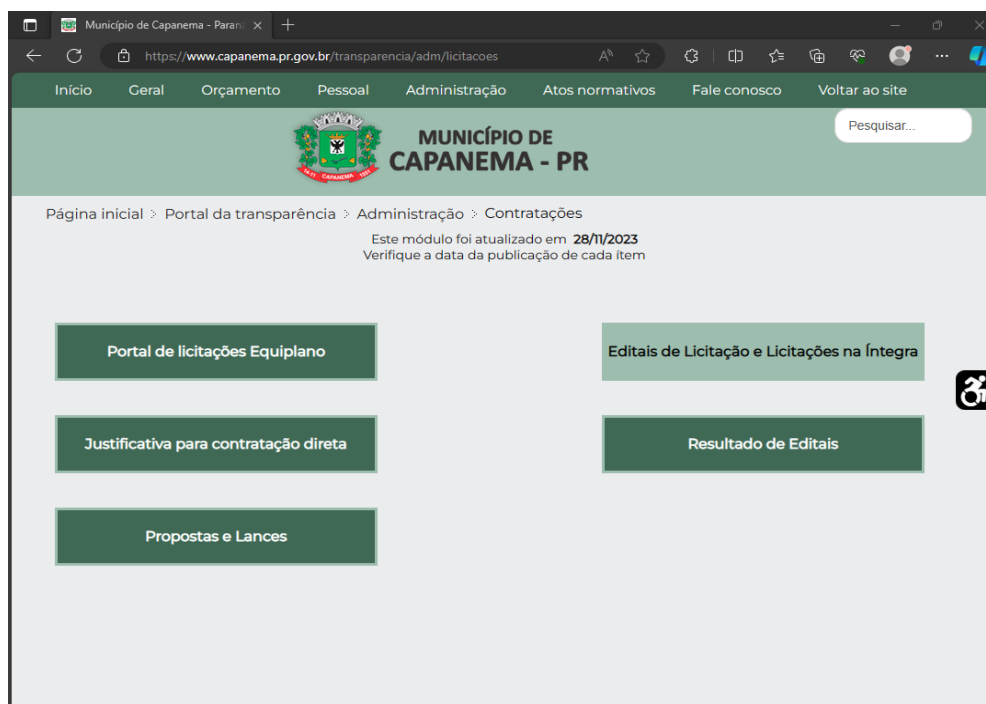 Município de Capanema - Paran
https://www.capanema.pr.gov.br/transparencia/adm/licitacoes
Início Geral Orçamento Pessoal Administração Atos normativos Fale conosco Voltar ao site
Pesquisar...
MUNICÍPIO DE
CAPANEMA - PR
CAPANEMA
Página inicial > Portal da transparência > Administração > Contratações
Este módulo foi atualizado em 28/11/2023
Verifique a data da publicação de cada ítem
Portal de licitações Equiplano
Editais de Licitação e Licitações na Íntegra
Justificativa para contratação direta
Resultado de Editais
Propostas e Lances